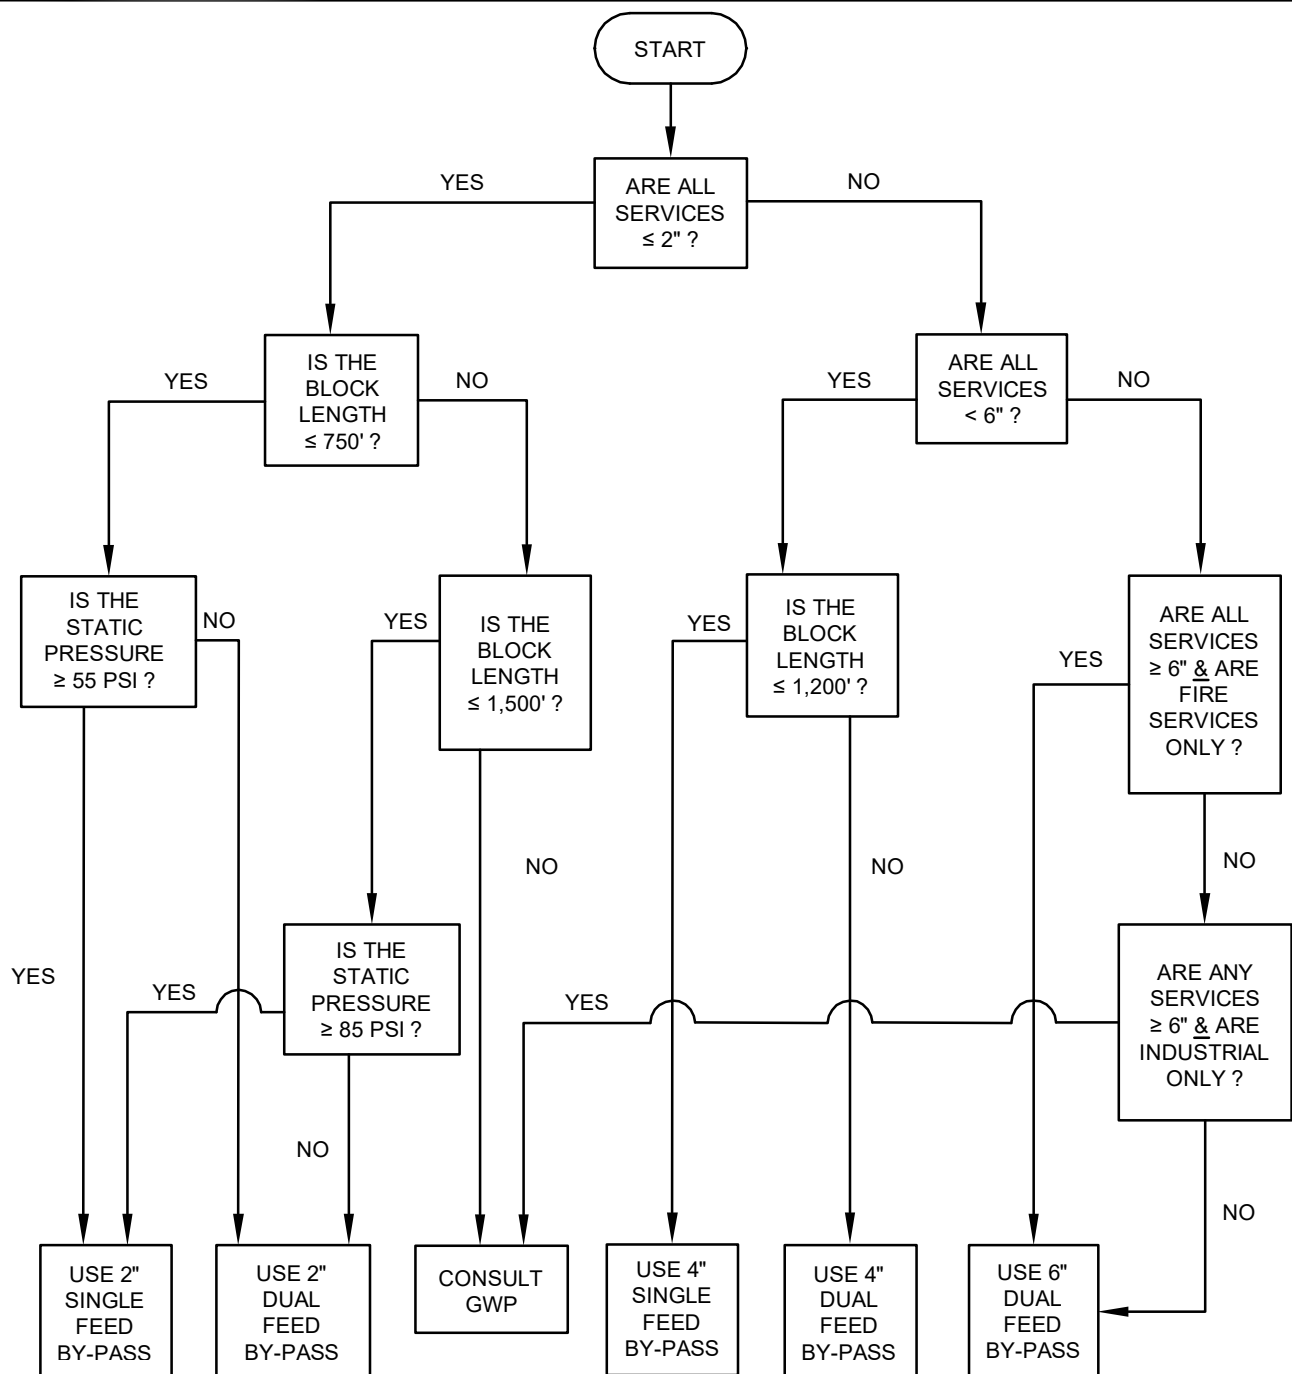 START
YES
NO
ARE ALL
SERVICES
≤ 2" ?
YES
IS THE
BLOCK
LENGTH
≤ 750' ?
NO
YES
ARE ALL
SERVICES
< 6" ?
NO
IS THE
STATIC
PRESSURE
≥ 55 PSI ?
NO
YES
IS THE
BLOCK
LENGTH
≤ 1,500' ?
YES
IS THE
BLOCK
LENGTH
≤ 1,200' ?
YES
ARE ALL
SERVICES
≥ 6" & ARE
FIRE
SERVICES
ONLY ?
NO
NO
NO
YES
YES
IS THE
STATIC
PRESSURE
≥ 85 PSI ?
YES
ARE ANY
SERVICES
≥ 6" & ARE
INDUSTRIAL
ONLY ?
NO
NO
USE 2"
SINGLE
FEED
BY-PASS
USE 2"
DUAL
FEED
BY-PASS
CONSULT
GWP
USE 4"
SINGLE
FEED
BY-PASS
USE 4"
DUAL
FEED
BY-PASS
USE 6"
DUAL
FEED
BY-PASS